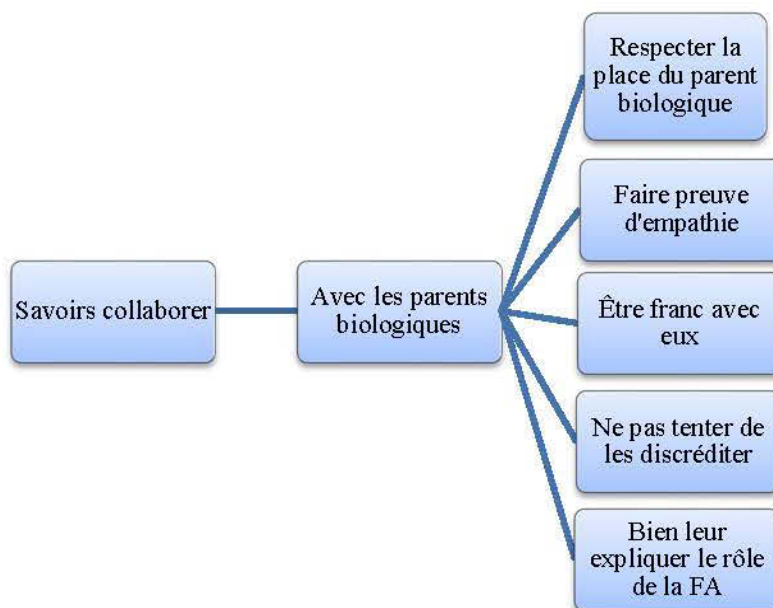 Savoirs collaborer
Avec les parents
biologiques
Respecter la
place du parent
biologique
Faire preuve
d'empathie
Être franc avec
eux
Ne pas tenter de
les discréditer
Bien leur
expliquer le rôle
de la FA